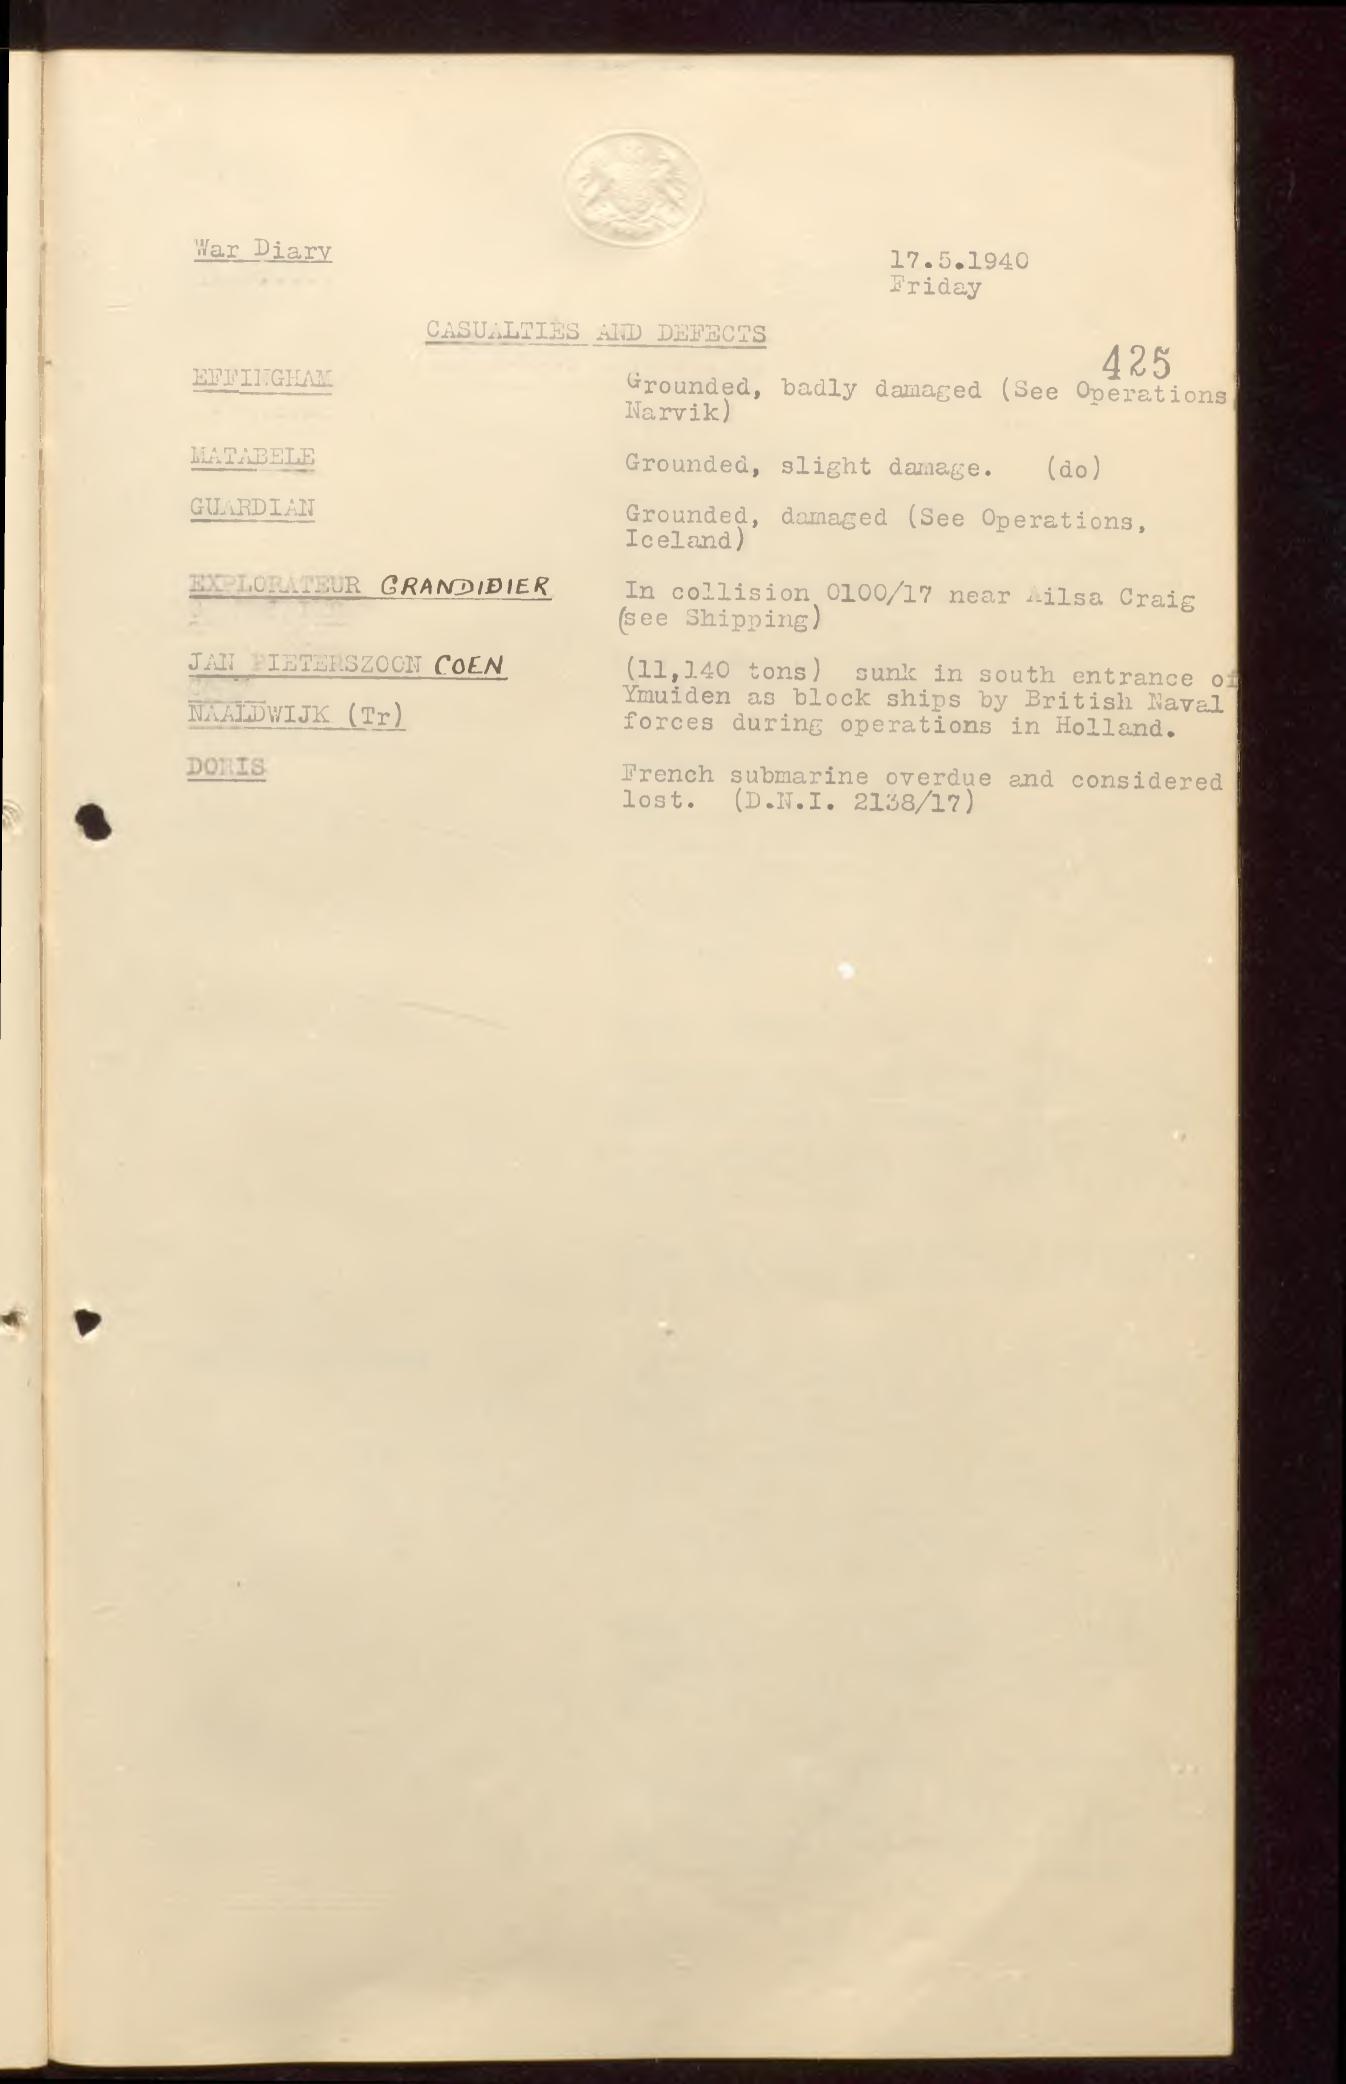 War Diary
17.5.1940
Friday
CASUALTIES AND DEFECTS
425
EFFINGHAM Grounded, badly damaged (See Operations
Narvik)
MATABELE Grounded, slight damage. (do)
GUARDIAN Grounded, damaged (See Operations,
Iceland)
EXPLORATEUR GRANDIDIER In collision 0100/17 near Ailsa Craig
(see Shipping)
JAN PIETERSZOON COEN (11,140 tons) sunk in south entrance of
Ymuiden as block ships by British Naval
NAALDWIJK (Tr) forces during operations in Holland.
DORIS French submarine overdue and considered
lost. (D.N.I. 2138/17)